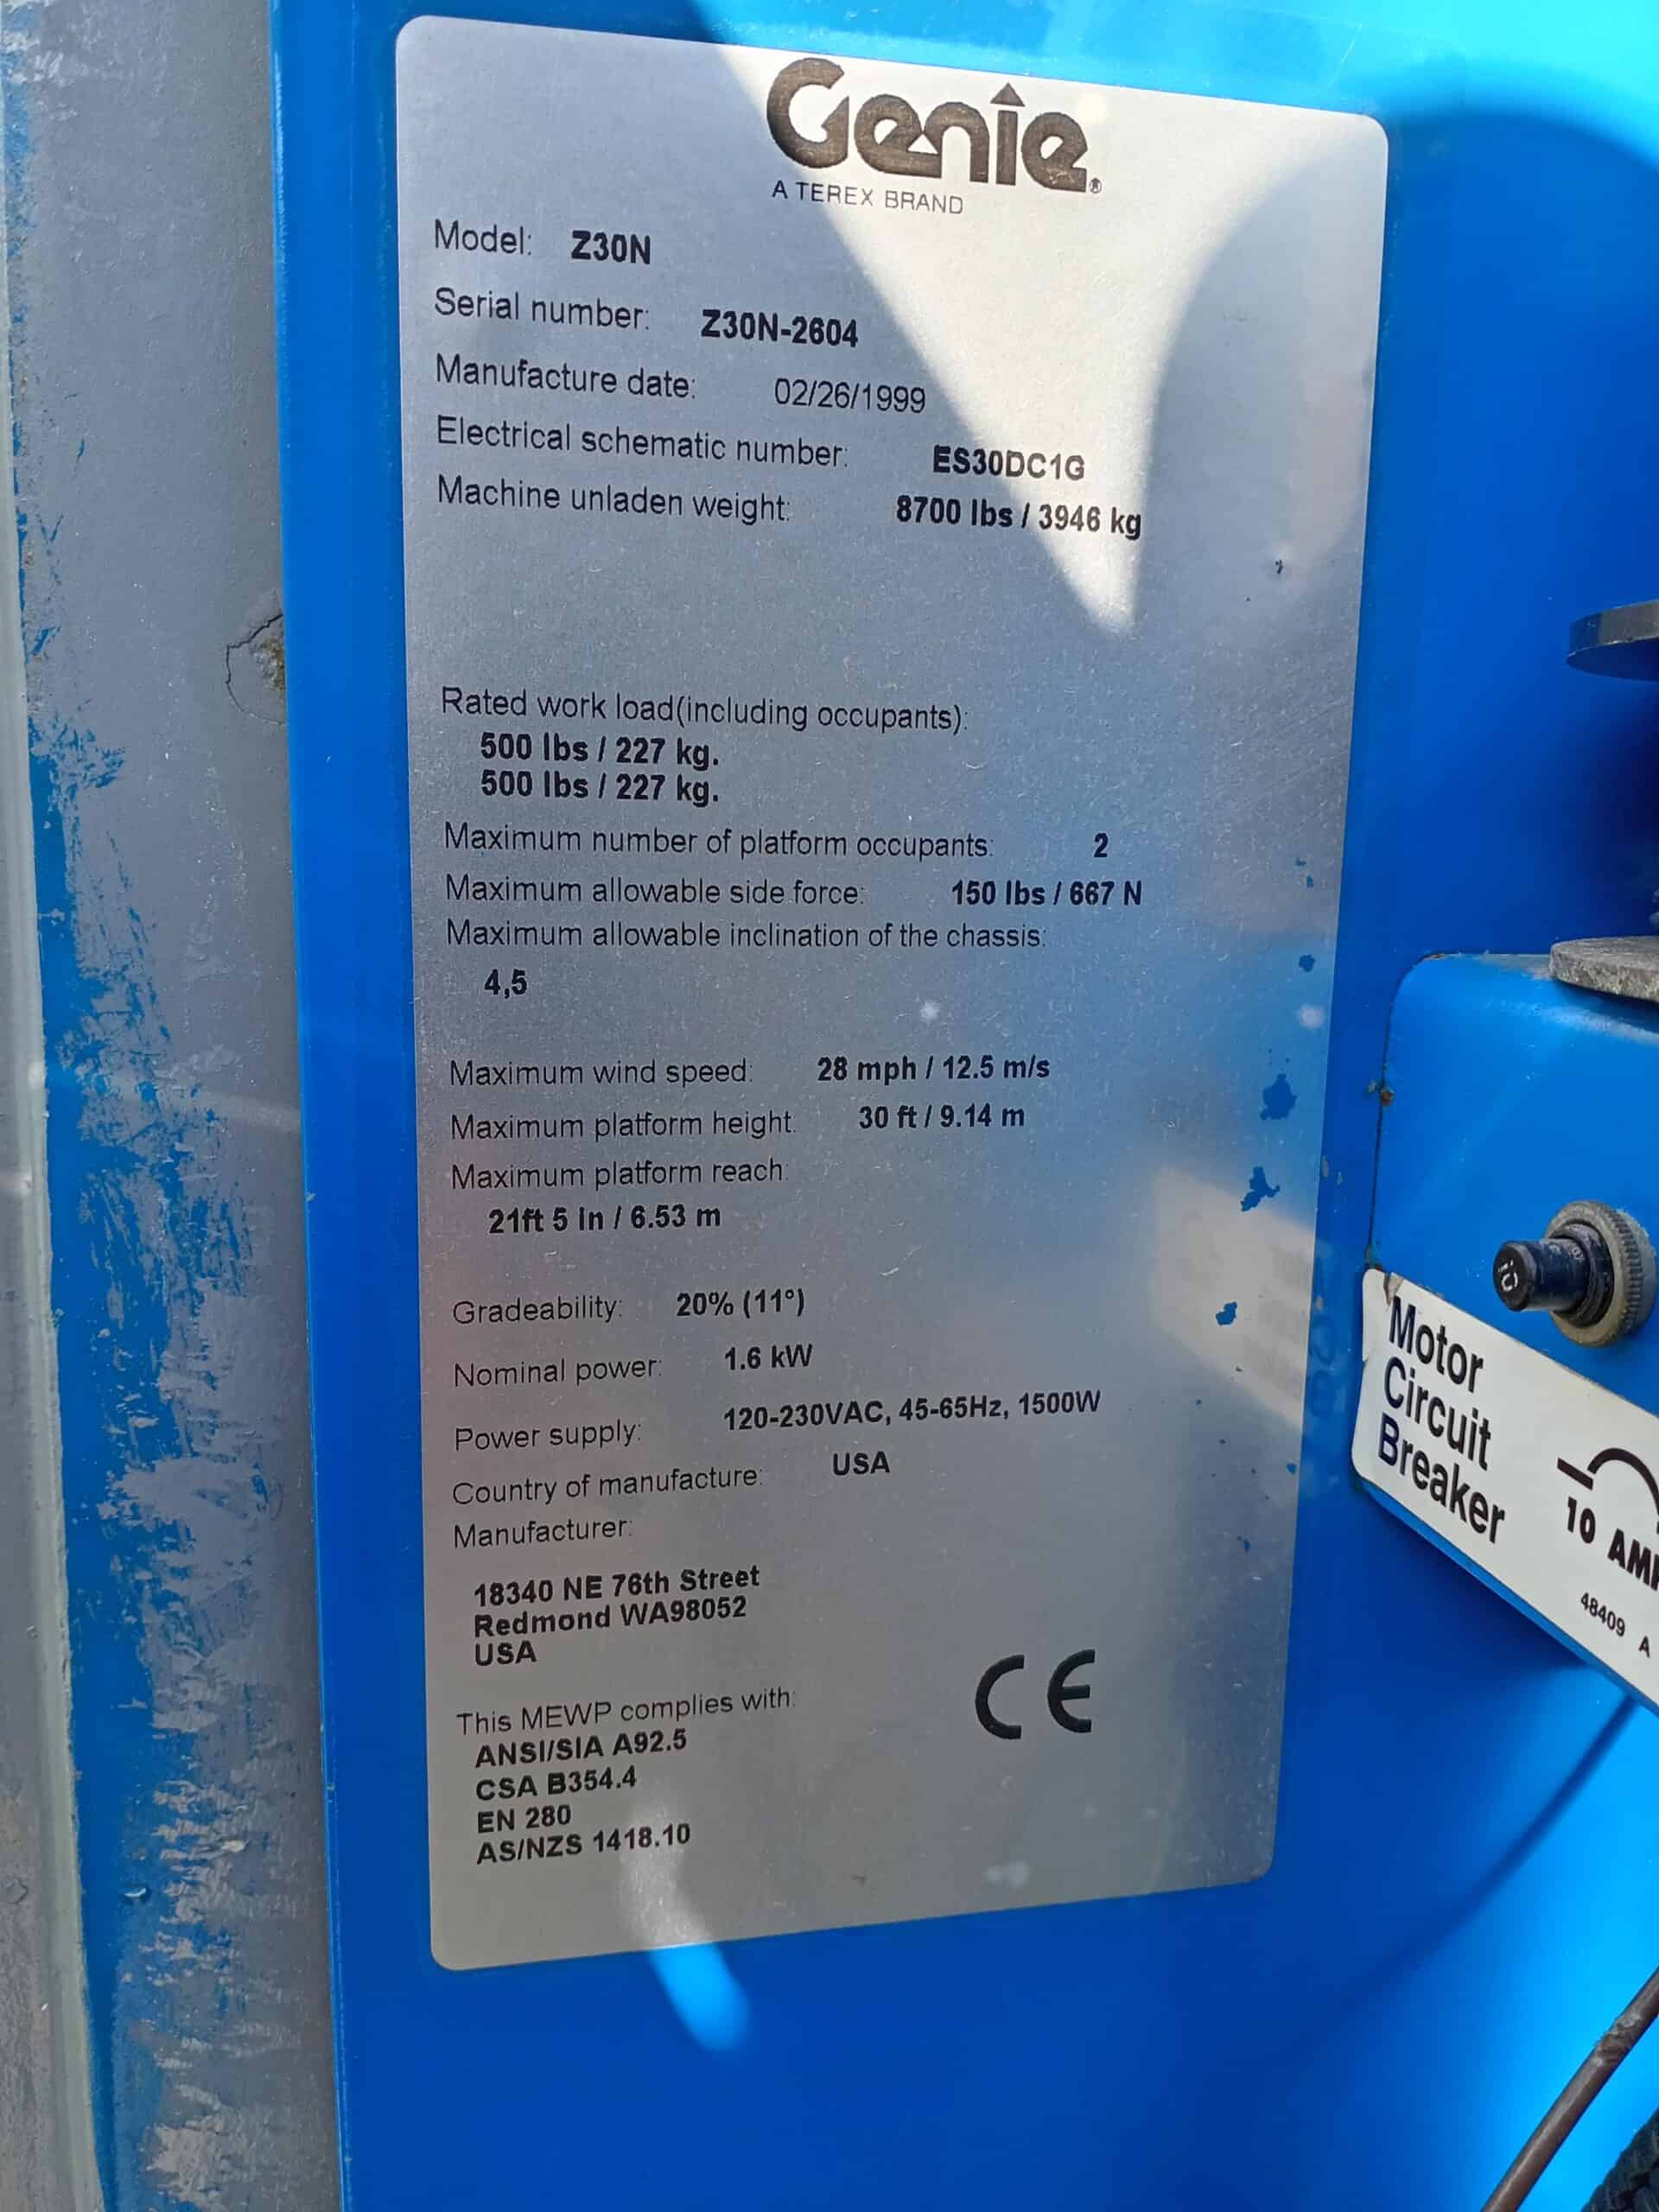 Genie®
A TEREX BRAND
Model: Z30N
Serial number: Z30N-2604
Manufacture date: 02/26/1999
Electrical schematic number: ES30DC1G
Machine unladen weight: 8700 lbs / 3946 kg
Rated work load(including occupants):
500 lbs / 227 kg.
500 lbs / 227 kg.
Maximum number of platform occupants: 2
Maximum allowable side force: 150 lbs / 667 N
Maximum allowable inclination of the chassis:
4,5
Maximum wind speed: 28 mph / 12.5 m/s
Maximum platform height: 30 ft / 9.14 m
Maximum platform reach:
21ft 5 in / 6.53 m
Gradeability: 20% (11°)
Nominal power: 1.6 kW
Power supply: 120-230VAC, 45-65Hz, 1500W
Country of manufacture: USA
Manufacturer:
18340 NE 76th Street
Redmond WA98052
USA
This MEWP complies with:
ANSI/SIA A92.5
CSA B354.4
EN 280
AS/NZS 1418.10
CE
10
Motor
Circuit
Breaker
10
48409 A